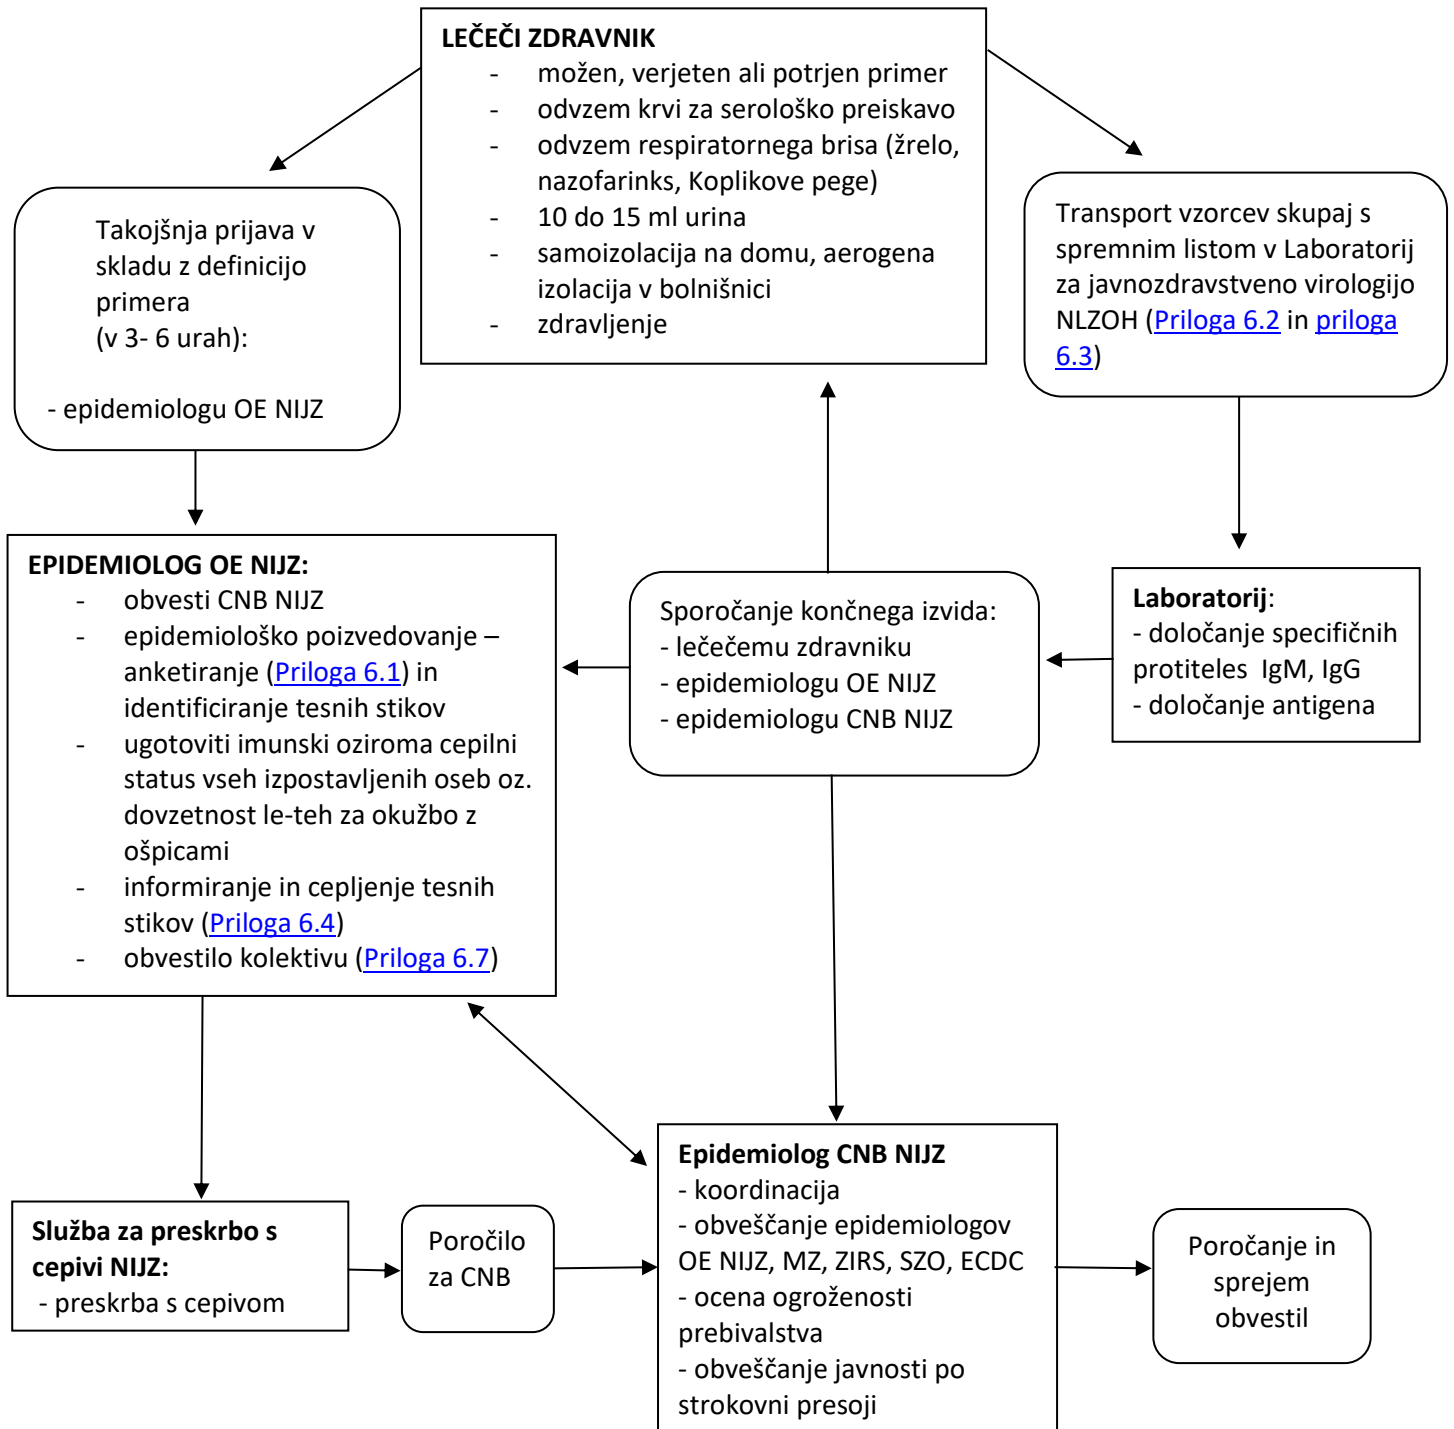 LEČEČI ZDRAVNIK
- možen, verjeten ali potrjen primer
- odvzem krvi za serološko preiskavo
- odvzem respiratornega brisa (žrelo,
nazofarinks, Koplikove pege)
- 10 do 15 ml urina
- samoizolacija na domu, aerogena
izolacija v bolnišnici
- zdravljenje
Takojšnja prijava v
skladu z definicijo
primera
(v 3- 6 urah):
- epidemiologu OE NIJZ
Transport vzorcev skupaj s
spremnim listom v Laboratorij
za javnozdravstveno virologijo
NLZOH (Priloga 6.2 in priloga
6.3)
EPIDEMIOLOG OE NIJZ:
- obvesti CNB NIJZ
- epidemiološko poizvedovanje –
anketiranje (Priloga 6.1) in
identificiranje tesnih stikov
- ugotoviti imunski oziroma cepilni
status vseh izpostavljenih oseb oz.
dovzetnost le-teh za okužbo z
ošpicami
- informiranje in cepljenje tesnih
stikov (Priloga 6.4)
- obvestilo kolektivu (Priloga 6.7)
Sporočanje končnega izvida:
- lečečemu zdravniku
- epidemiologu OE NIJZ
- epidemiologu CNB NIJZ
Laboratorij:
- določanje specifičnih
protiteles IgM, IgG
- določanje antigena
Služba za preskrbo s
cepivi NIJZ:
- preskrba s cepivom
Poročilo
za CNB
Epidemiolog CNB NIJZ
- koordinacija
- obveščanje epidemiologov
OE NIJZ, MZ, ZIRS, SZO, ECDC
- ocena ogroženosti
prebivalstva
- obveščanje javnosti po
strokovni presoji
Poročanje in
sprejem
obvestil